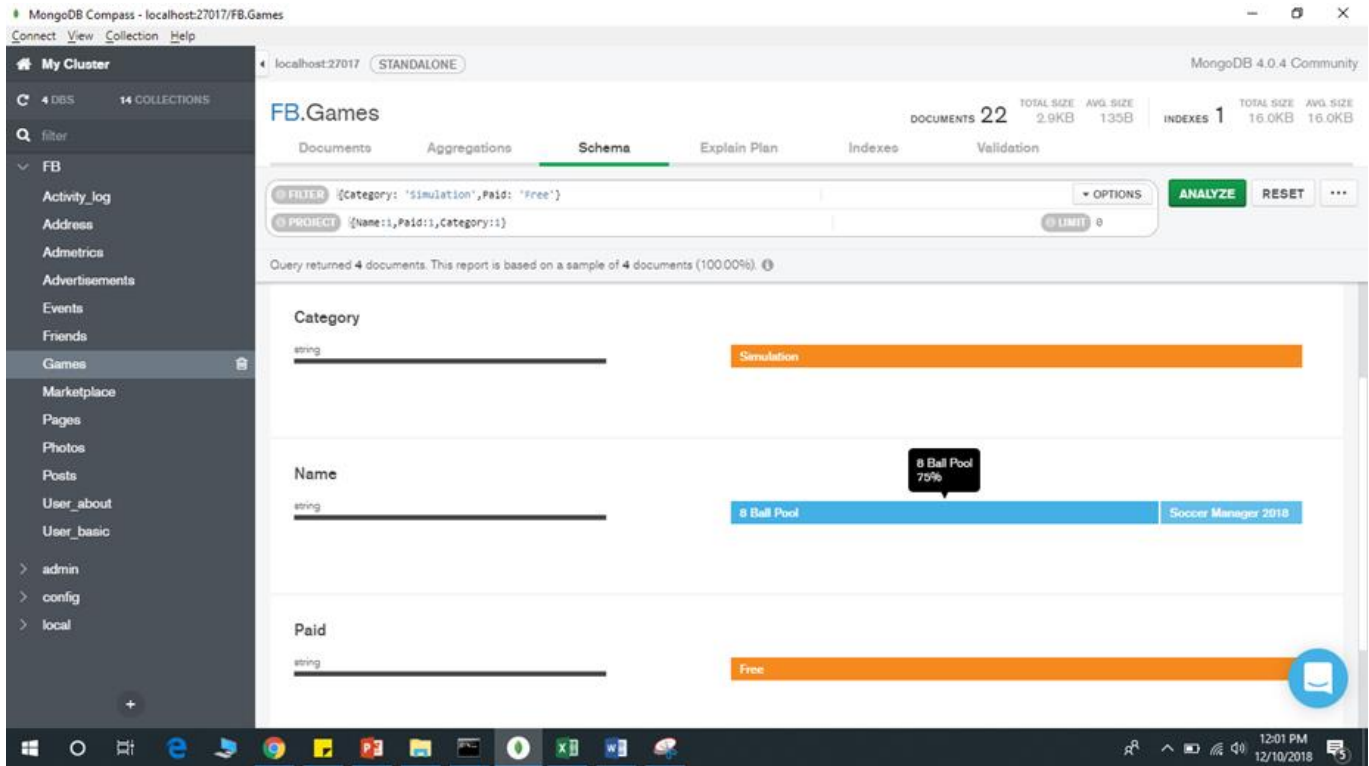 MongoDB Compass - localhost:27017/FB.Games
Connect View Collection Help
My Cluster
localhost:27017 STANDALONE
MongoDB 4.0.4 Community
4 DBS 14 COLLECTIONS
filter
FB.Games
DOCUMENTS 22 TOTAL SIZE 2.9KB AVG. SIZE 135B INDEXES 1 TOTAL SIZE 16.0KB AVG. SIZE 16.0KB
Documents Aggregations Schema Explain Plan Indexes Validation
FILTER {Category: 'Simulation',Paid: 'Free'} OPTIONS ANALYZE RESET ...
PROJECT {Name:1,Paid:1,Category:1} LIMIT 0
Query returned 4 documents. This report is based on a sample of 4 documents (100.00%).
FB
Activity_log
Address
Admetrics
Advertisements
Events
Friends
Games
Marketplace
Pages
Photos
Posts
User_about
User_basic
admin
config
local
+
Category
string
Simulation
Name
string
8 Ball Pool
75%
8 Ball Pool Soccer Manager 2018
Paid
string
Free
12:01 PM
12/10/2018
5